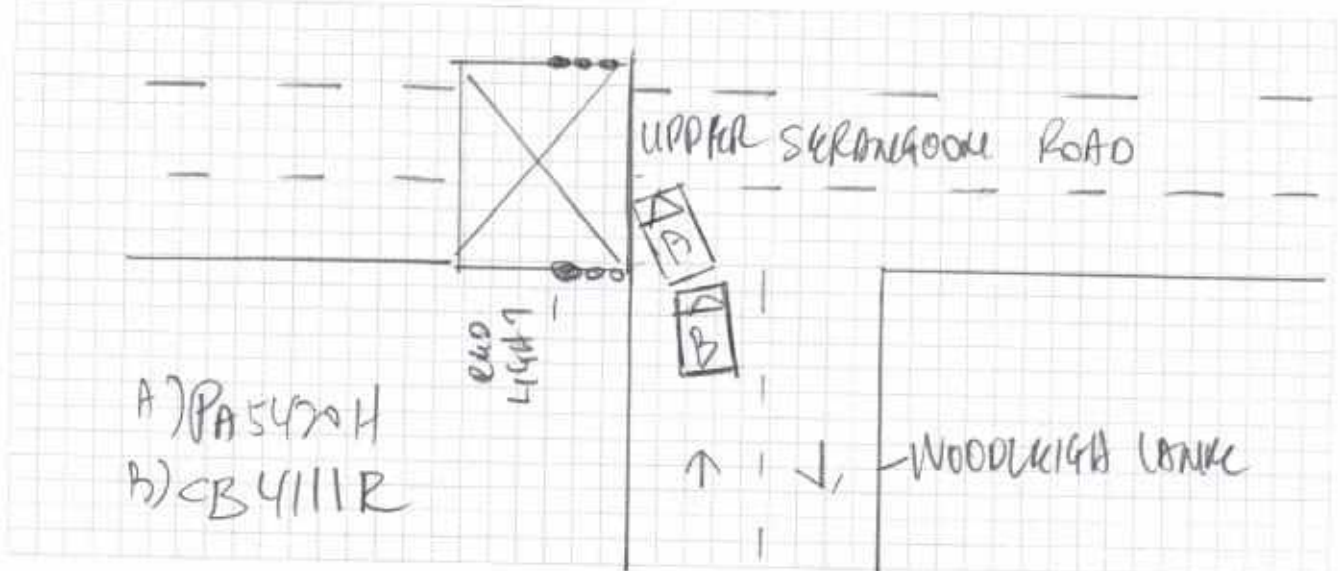 UPPER SERANGOON ROAD
A
B
RED
LIGHT
A) PA5470H
B) CB4111R
WOODLEIGH LANE